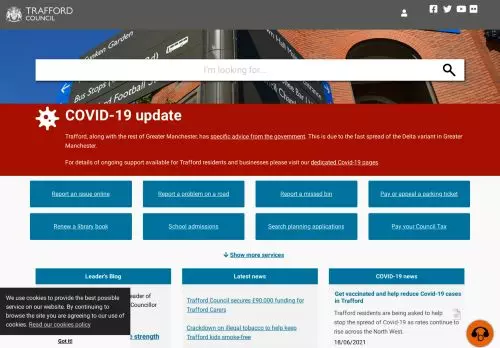 TRAFFORD
COUNCIL
Sunken Garden
Bus Stops
and Football
I'm looking for...
COVID-19 update
Trafford, along with the rest of Greater Manchester, has specific advice from the government. This is due to the fast spread of the Delta variant in Greater
Manchester.
For details of ongoing support available for Trafford residents and businesses please visit our dedicated Covid-19 pages
Report an issue online
Report a problem on a road
Report a missed bin
Pay or appeal a parking ticket
Renew a library book
School admissions
Search planning applications
Pay your Council Tax
Show more services
Leader's Blog
Latest news
COVID-19 news
eader of
Councillor
e strength
Trafford Council secures £90,000 funding for
Trafford Carers
Crackdown on illegal tobacco to help keep
Trafford kids smoke-free
Get vaccinated and help reduce Covid-19 cases
in Trafford
Trafford residents are being asked to help
stop the spread of Covid-19 as rates continue to
rise across the North West.
18/06/2021
We use cookies to provide the best possible
service on our website. By continuing to
browse the site you are agreeing to our use of
cookies. Read our cookies policy
Got it!